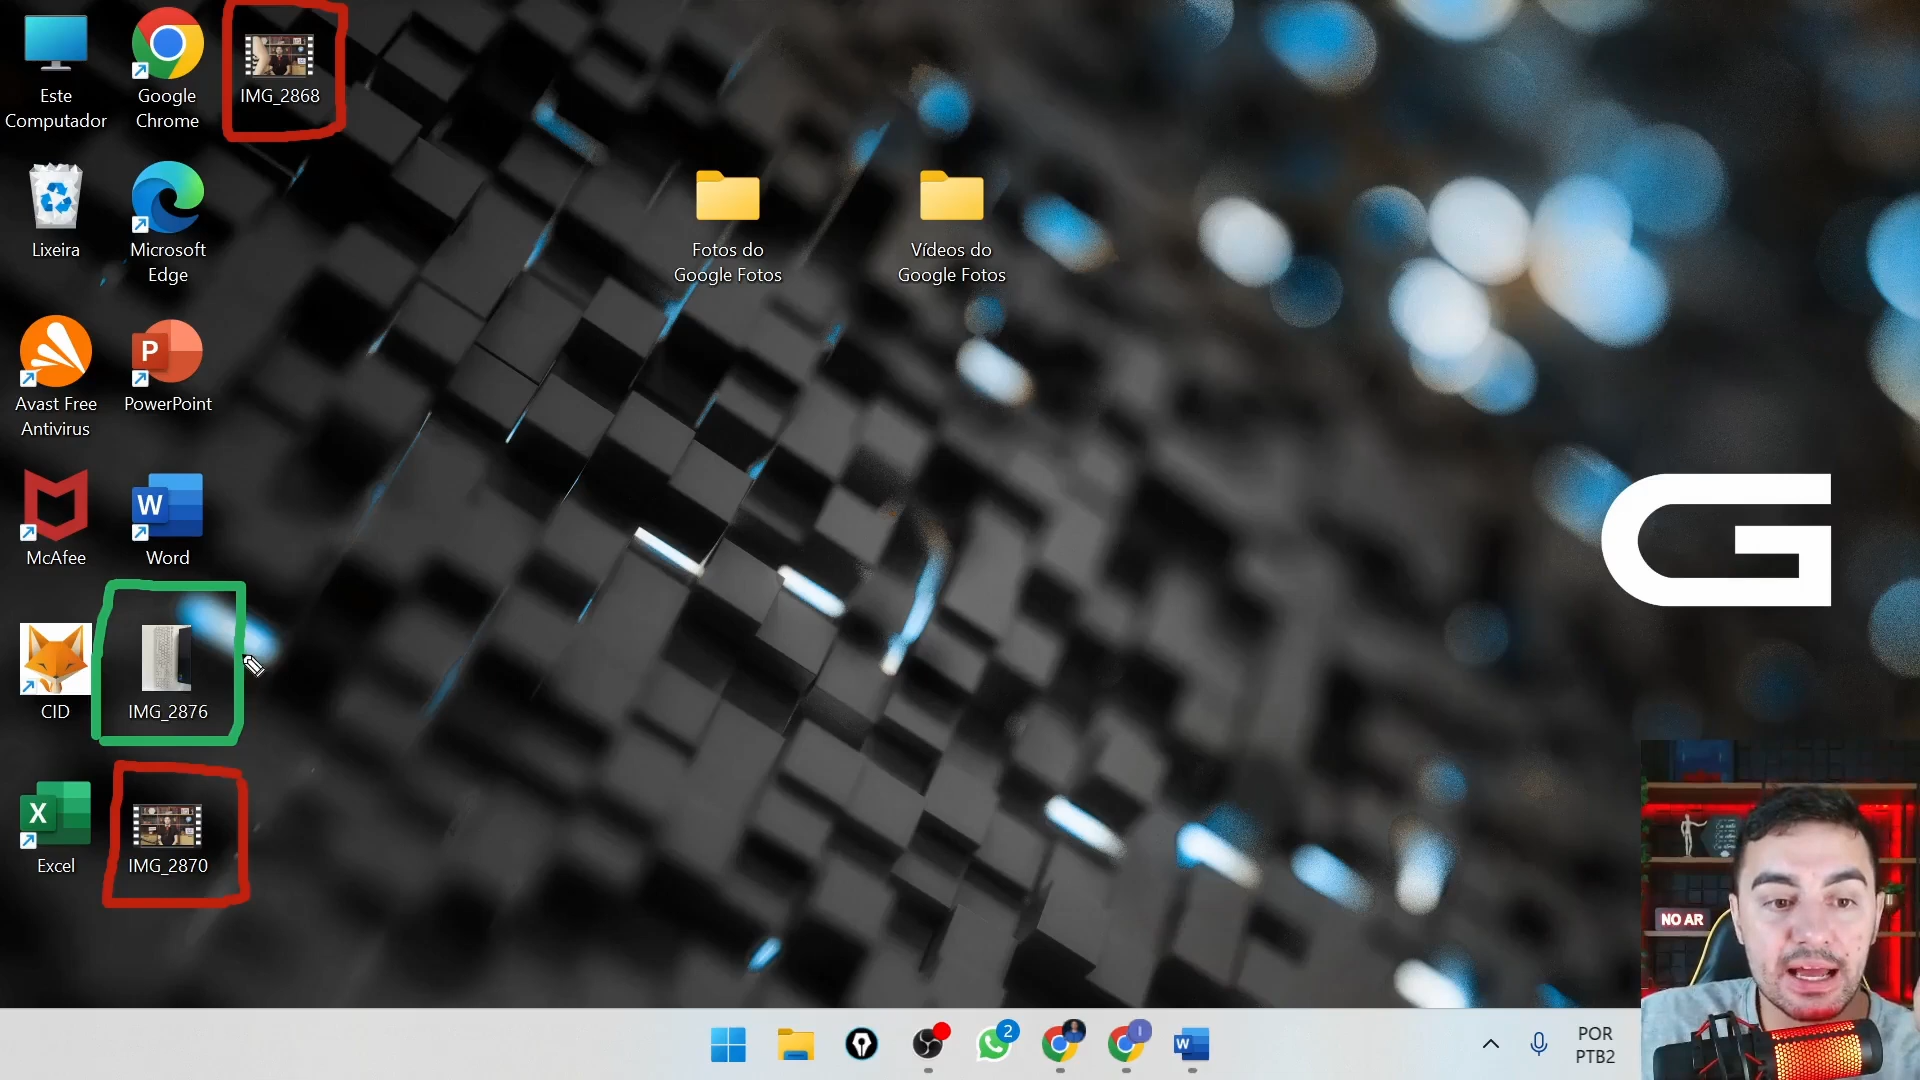 Este
Computador
Google
Chrome
IMG_2868
Lixeira
Microsoft
Edge
Fotos do
Google Fotos
Vídeos do
Google Fotos
Avast Free
Antivirus
P
PowerPoint
McAfee
W
Word
G
CID
IMG_2876
X
Excel
IMG_2870
NO AR
2
I
W
POR
PTB2